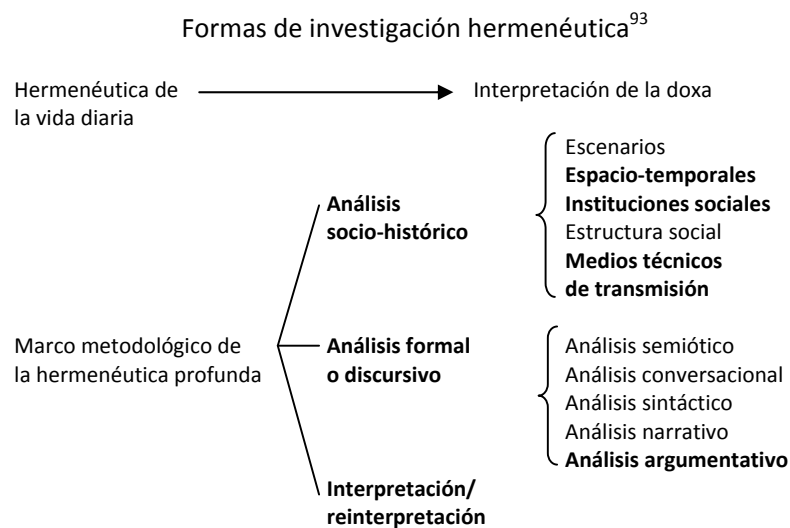 Formas de investigación hermenéutica93
Hermenéutica de
la vida diaria
Interpretación de la doxa
Análisis
socio-histórico
Escenarios
Espacio-temporales
Instituciones sociales
Estructura social
Medios técnicos
de transmisión
Marco metodológico de
la hermenéutica profunda
Análisis formal
o discursivo
Análisis semiótico
Análisis conversacional
Análisis sintáctico
Análisis narrativo
Análisis argumentativo
Interpretación/
reinterpretación